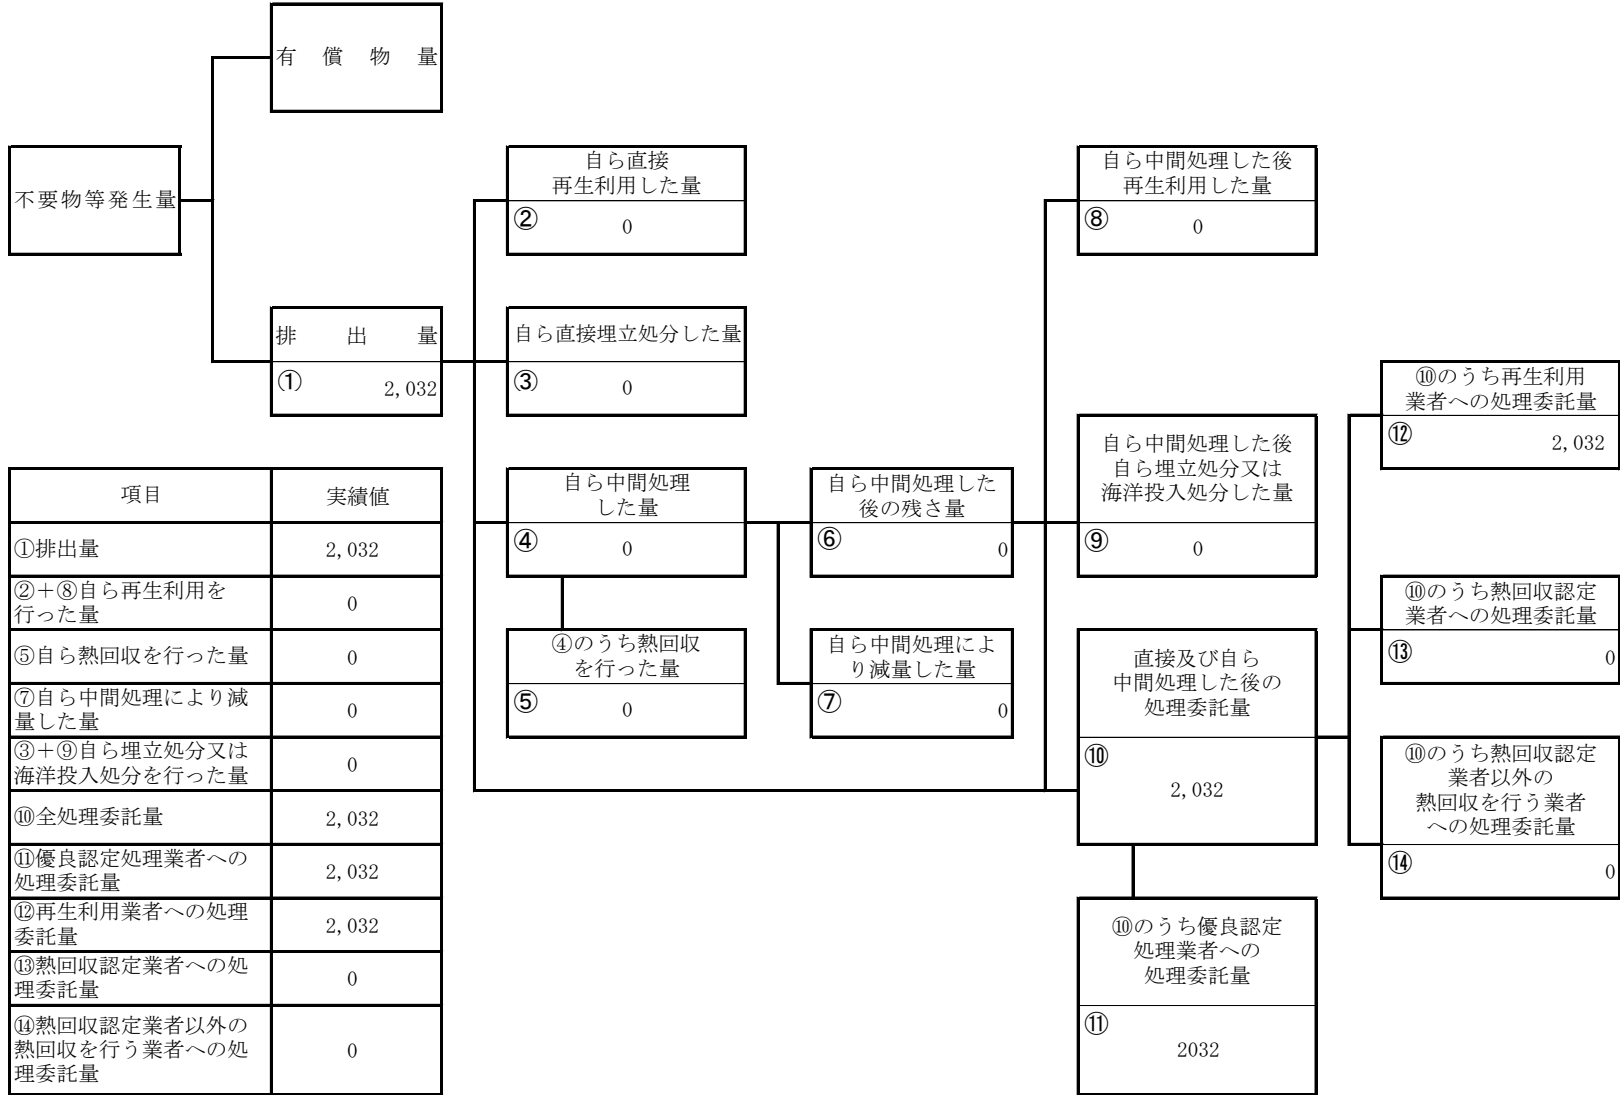 有償物量
不要物等発生量
排出量
①
2,032
自ら直接
再生利用した量
②
0
自ら直接埋立処分した量
③
0
自ら中間処理
した量
④
0
④のうち熱回収
を行った量
⑤
0
自ら中間処理した
後の残さ量
⑥
0
自ら中間処理によ
り減量した量
⑦
0
自ら中間処理した後
再生利用した量
⑧
0
自ら中間処理した後
自ら埋立処分又は
海洋投入処分した量
⑨
0
直接及び自ら
中間処理した後の
処理委託量
⑩
2,032
⑩のうち優良認定
処理業者への
処理委託量
⑪
2032
⑩のうち再生利用
業者への処理委託量
⑫
2,032
⑩のうち熱回収認定
業者への処理委託量
⑬
0
⑩のうち熱回収認定
業者以外の
熱回収を行う業者
への処理委託量
⑭
0
項目 実績値
①排出量 2,032
②+⑧自ら再生利用を
行った量
0
⑤自ら熱回収を行った量 0
⑦自ら中間処理により減
量した量
0
③+⑨自ら埋立処分又は
海洋投入処分を行った量
0
⑩全処理委託量 2,032
⑪優良認定処理業者への
処理委託量
2,032
⑫再生利用業者への処理
委託量
2,032
⑬熱回収認定業者への処
理委託量
0
⑭熱回収認定業者以外の
熱回収を行う業者への処
理委託量
0